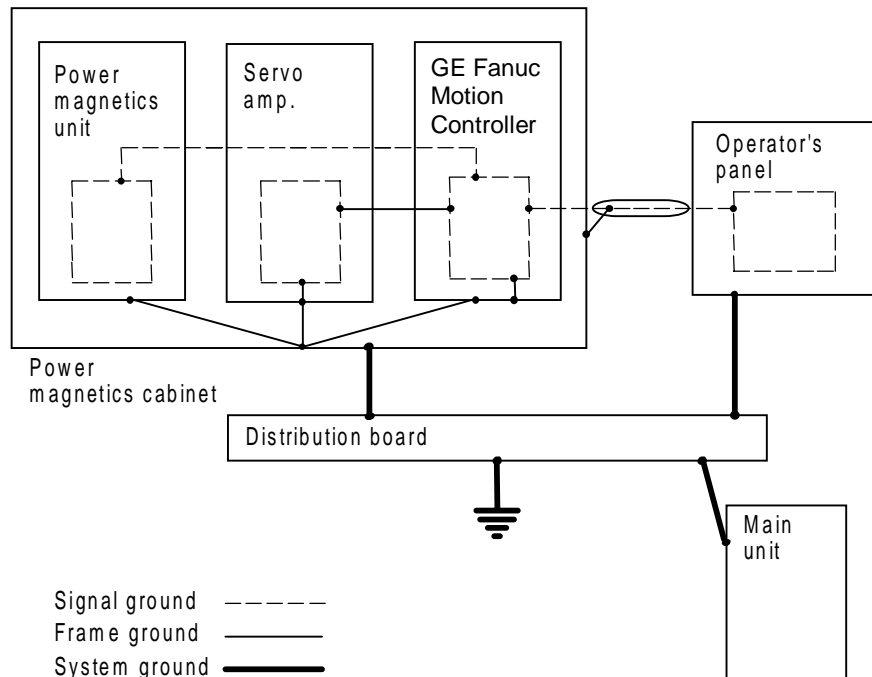 Power
magnetics
unit
Servo
amp.
GE Fanuc
Motion
Controller
Operator's
panel
Power
magnetics cabinet
Distribution board
Main
unit
Signal ground
Frame ground
System ground